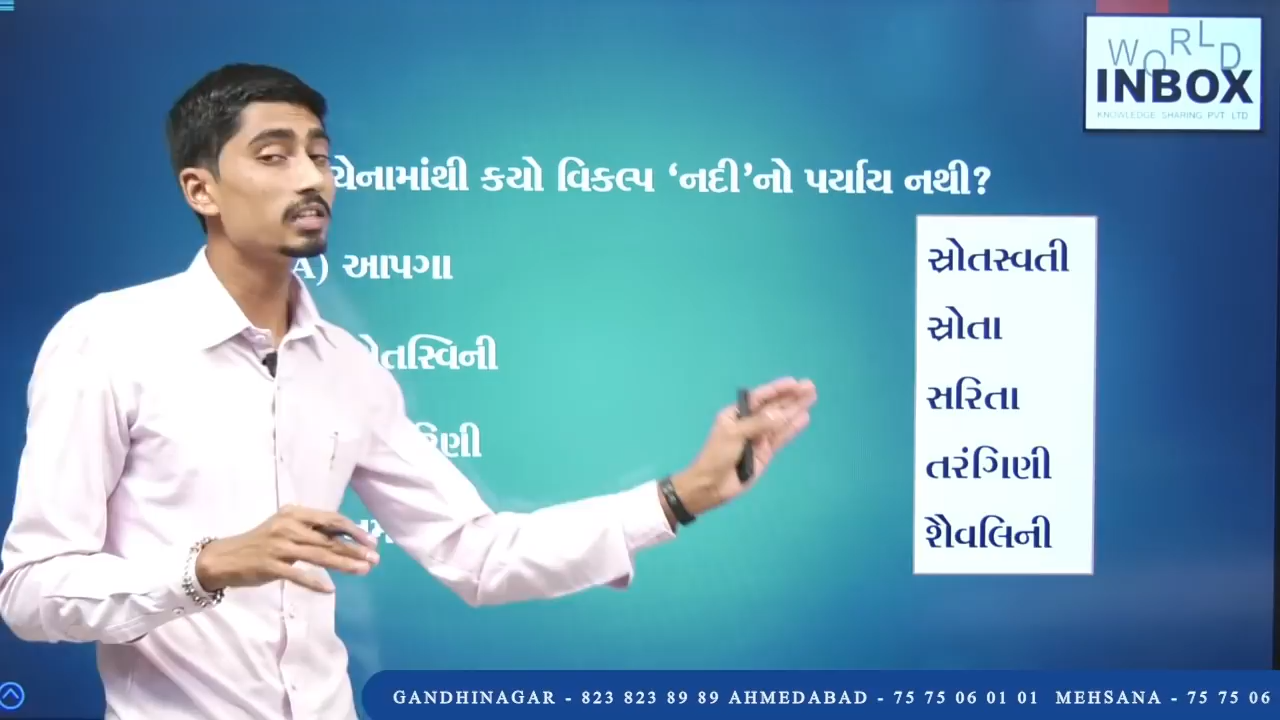 WORLD
INBOX
KNOWLEDGE SHARING PVT LTD
કયો વિકલ્પ ‘નદી’નો પર્યાય નથી?
A) આપગા
સ્રોતસ્વતી
સ્રોતા
સરિતા
તરંગિણી
શૈવલિની
GANDHINAGAR - 823 823 89 89 AHMEDABAD - 75 75 06 01 01 MEHSANA - 75 75 06